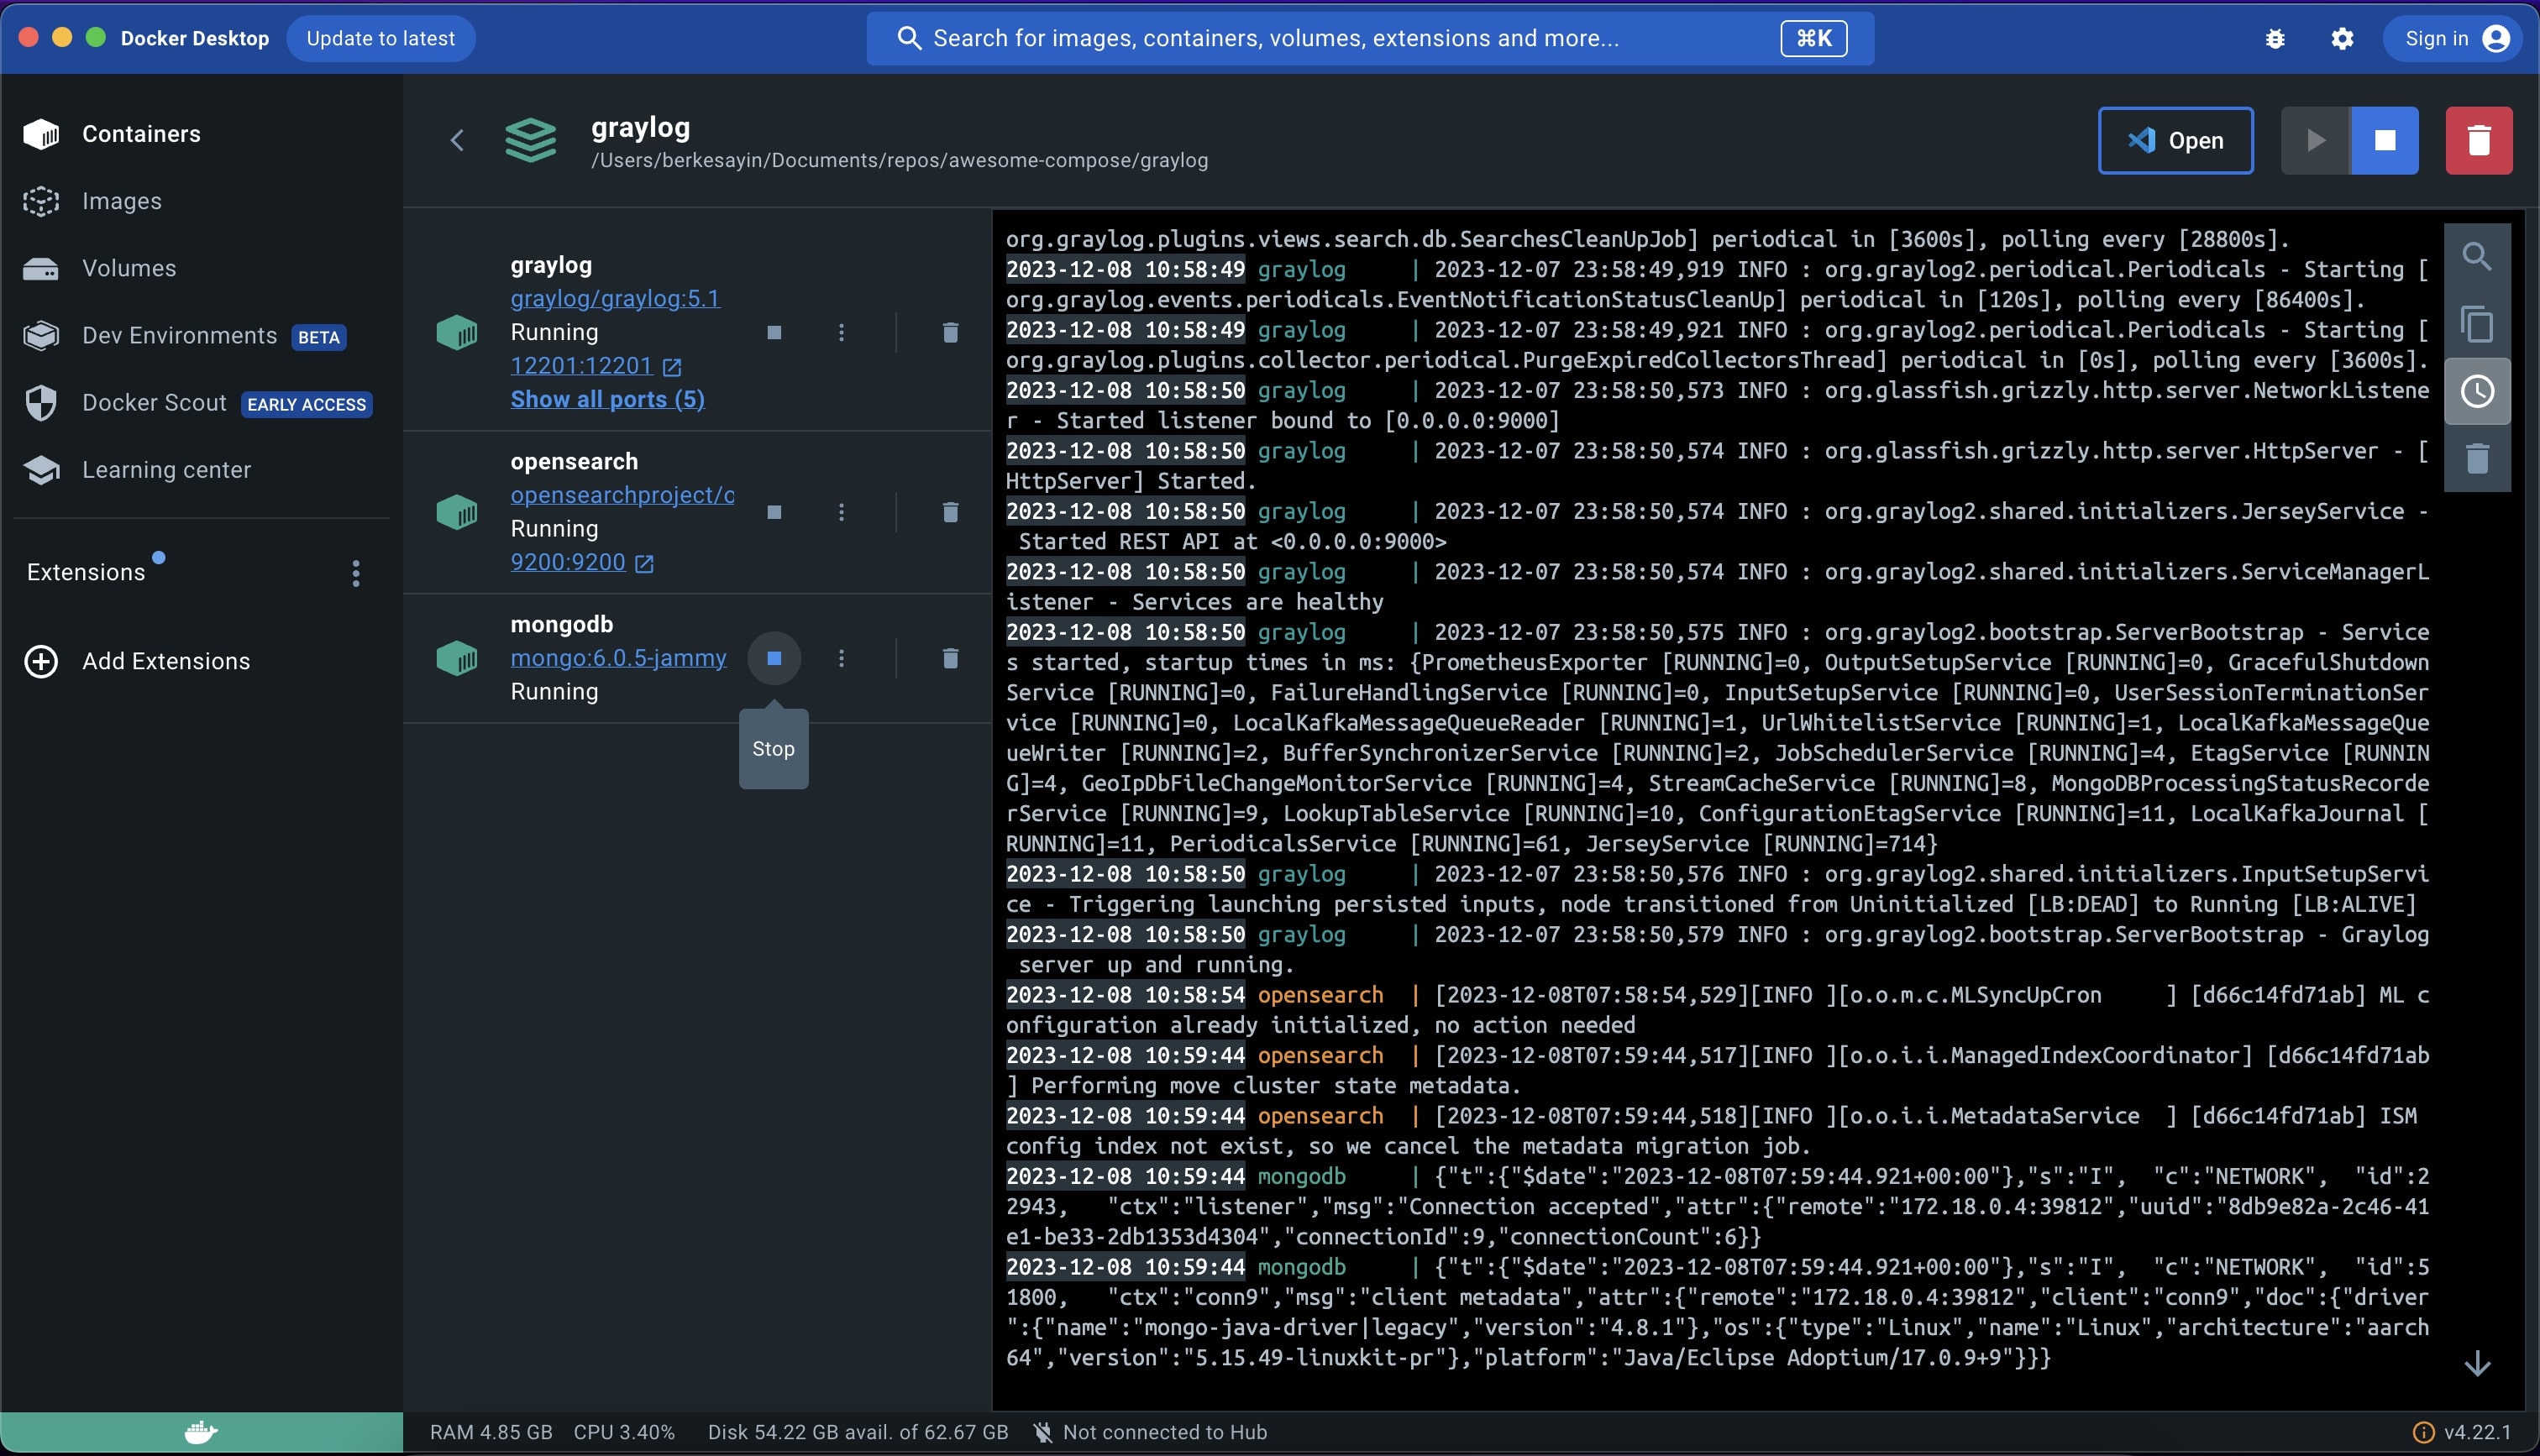 Docker Desktop
Update to latest
Search for images, containers, volumes, extensions and more...
⌘K
Sign in
Containers
Images
Volumes
Dev Environments BETA
Docker Scout EARLY ACCESS
Learning center
Extensions
Add Extensions
graylog
/Users/berkesayin/Documents/repos/awesome-compose/graylog
Open
graylog
graylog/graylog:5.1
Running
12201:12201
Show all ports (5)
opensearch
opensearchproject/o
Running
9200:9200
mongodb
mongo:6.0.5-jammy
Running
Stop
org.graylog.plugins.views.search.db.SearchesCleanUpJob] periodical in [3600s], polling every [28800s].
2023-12-08 10:58:49 graylog | 2023-12-07 23:58:49,919 INFO : org.graylog2.periodical.Periodicals - Starting [
org.graylog.events.periodicals.EventNotificationStatusCleanUp] periodical in [120s], polling every [86400s].
2023-12-08 10:58:49 graylog | 2023-12-07 23:58:49,921 INFO : org.graylog2.periodical.Periodicals - Starting [
org.graylog.plugins.collector.periodical.PurgeExpiredCollectorsThread] periodical in [0s], polling every [3600s].
2023-12-08 10:58:50 graylog | 2023-12-07 23:58:50,573 INFO : org.glassfish.grizzly.http.server.NetworkListene
r - Started listener bound to [0.0.0.0:9000]
2023-12-08 10:58:50 graylog | 2023-12-07 23:58:50,574 INFO : org.glassfish.grizzly.http.server.HttpServer - [
HttpServer] Started.
2023-12-08 10:58:50 graylog | 2023-12-07 23:58:50,574 INFO : org.graylog2.shared.initializers.JerseyService -
Started REST API at <0.0.0.0:9000>
2023-12-08 10:58:50 graylog | 2023-12-07 23:58:50,574 INFO : org.graylog2.shared.initializers.ServiceManagerL
istener - Services are healthy
2023-12-08 10:58:50 graylog | 2023-12-07 23:58:50,575 INFO : org.graylog2.bootstrap.ServerBootstrap - Service
s started, startup times in ms: {PrometheusExporter [RUNNING]=0, OutputSetupService [RUNNING]=0, GracefulShutdown
Service [RUNNING]=0, FailureHandlingService [RUNNING]=0, InputSetupService [RUNNING]=0, UserSessionTerminationSer
vice [RUNNING]=0, LocalKafkaMessageQueueReader [RUNNING]=1, UrlWhitelistService [RUNNING]=1, LocalKafkaMessageQue
ueWriter [RUNNING]=2, BufferSynchronizerService [RUNNING]=2, JobSchedulerService [RUNNING]=4, EtagService [RUNNIN
G]=4, GeoIpDbFileChangeMonitorService [RUNNING]=4, StreamCacheService [RUNNING]=8, MongoDBProcessingStatusRecorde
rService [RUNNING]=9, LookupTableService [RUNNING]=10, ConfigurationEtagService [RUNNING]=11, LocalKafkaJournal [
RUNNING]=11, PeriodicalsService [RUNNING]=61, JerseyService [RUNNING]=714}
2023-12-08 10:58:50 graylog | 2023-12-07 23:58:50,576 INFO : org.graylog2.shared.initializers.InputSetupServi
ce - Triggering launching persisted inputs, node transitioned from Uninitialized [LB:DEAD] to Running [LB:ALIVE]
2023-12-08 10:58:50 graylog | 2023-12-07 23:58:50,579 INFO : org.graylog2.bootstrap.ServerBootstrap - Graylog
server up and running.
2023-12-08 10:58:54 opensearch | [2023-12-08T07:58:54,529][INFO ][o.o.m.c.MLSyncUpCron ] [d66c14fd71ab] ML c
onfiguration already initialized, no action needed
2023-12-08 10:59:44 opensearch | [2023-12-08T07:59:44,517][INFO ][o.o.i.i.ManagedIndexCoordinator] [d66c14fd71ab
] Performing move cluster state metadata.
2023-12-08 10:59:44 opensearch | [2023-12-08T07:59:44,518][INFO ][o.o.i.i.MetadataService ] [d66c14fd71ab] ISM
config index not exist, so we cancel the metadata migration job.
2023-12-08 10:59:44 mongodb | {"t":{"$date":"2023-12-08T07:59:44.921+00:00"},"s":"I", "c":"NETWORK", "id":2
2943, "ctx":"listener","msg":"Connection accepted","attr":{"remote":"172.18.0.4:39812","uuid":"8db9e82a-2c46-41
e1-be33-2db1353d4304","connectionId":9,"connectionCount":6}}
2023-12-08 10:59:44 mongodb | {"t":{"$date":"2023-12-08T07:59:44.921+00:00"},"s":"I", "c":"NETWORK", "id":5
1800, "ctx":"conn9","msg":"client metadata","attr":{"remote":"172.18.0.4:39812","client":"conn9","doc":{"driver
":{"name":"mongo-java-driver|legacy","version":"4.8.1"},"os":{"type":"Linux","name":"Linux","architecture":"aarch
64","version":"5.15.49-linuxkit-pr"},"platform":"Java/Eclipse Adoptium/17.0.9+9"}}}
RAM 4.85 GB CPU 3.40% Disk 54.22 GB avail. of 62.67 GB Not connected to Hub
v4.22.1